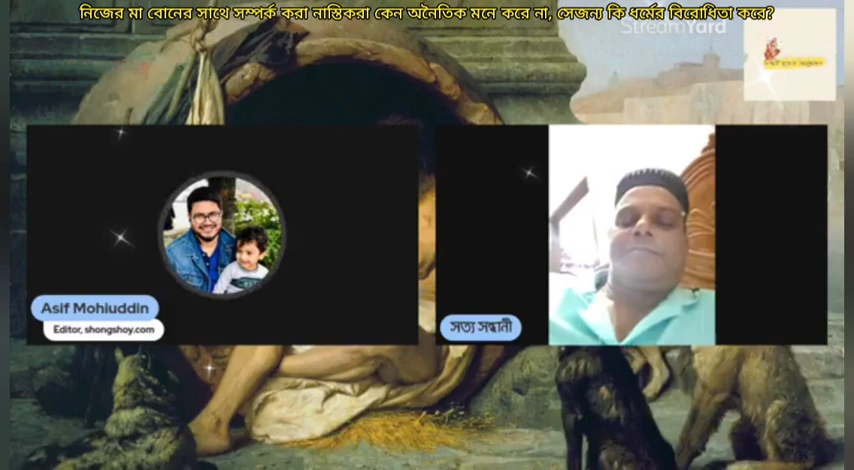 নিজের মা বোনের সাথে সম্পর্ক করা নাস্তিকরা কেন অনৈতিক মনে করে না, সেজন্য কি ধর্মের বিরোধিতা করে?
StreamYard
Asif Mohiuddin
Editor, shongshoy.com
সত্য সন্ধানী